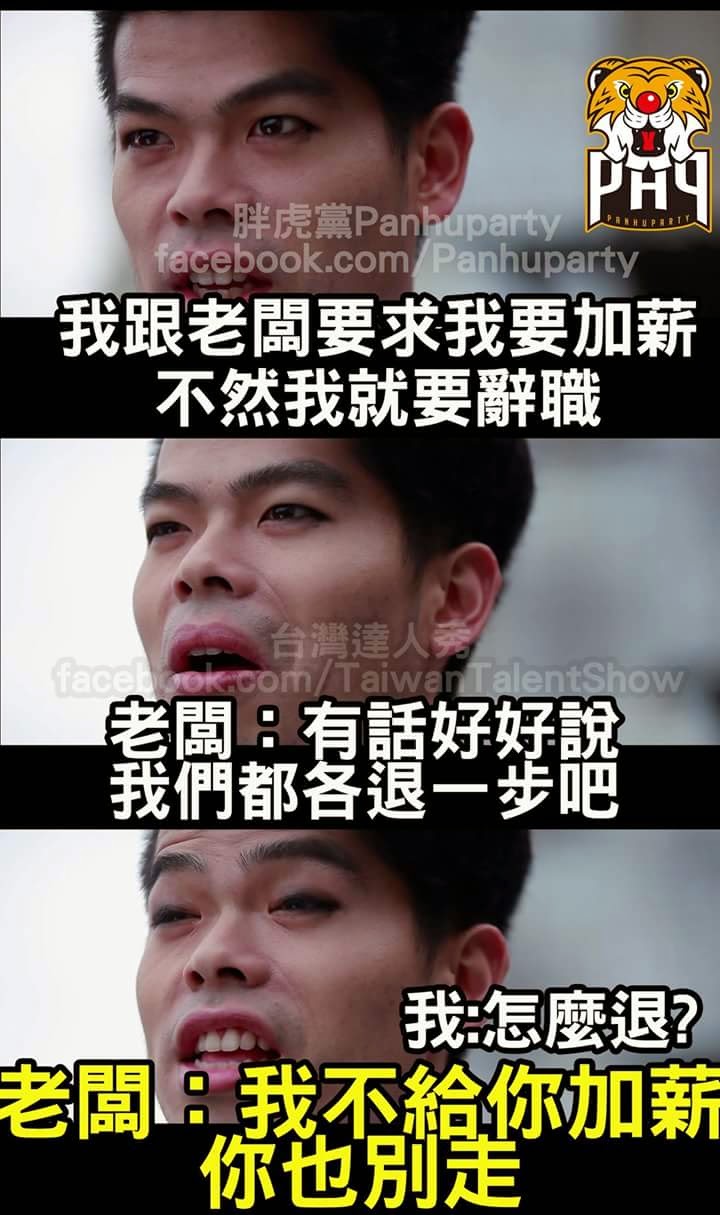 PHP
PANHUPARTY
胖虎黨Panhuparty
facebook.com/Panhuparty
我跟老闆要求我要加薪
不然我就要辭職
台灣達人秀
facebook.com/TaiwanTalentShow
老闆：有話好好說
我們都各退一步吧
我:怎麼退?
老闆：我不給你加薪
你也別走